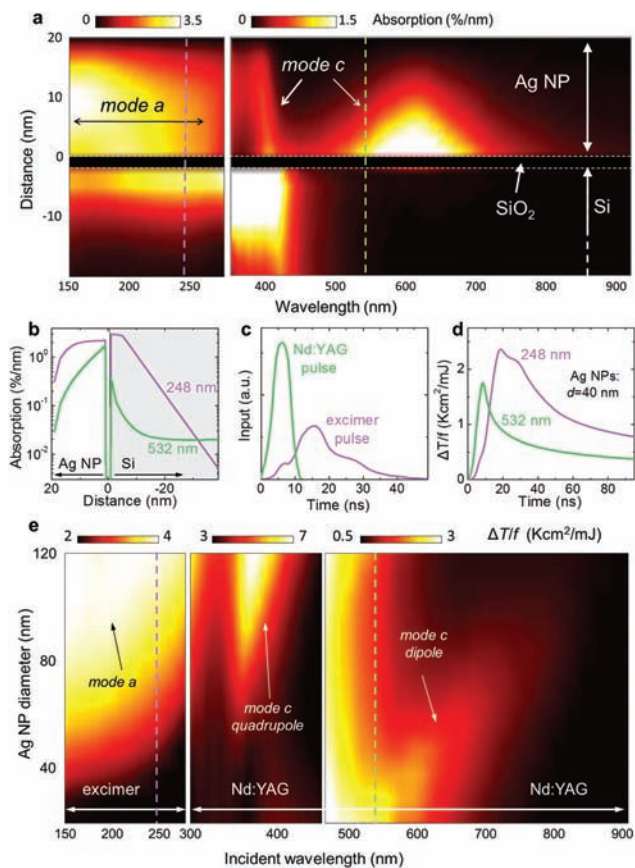 a
0 3.5
0 1.5
Absorption (%/nm)
20
10
0
-10
Distance (nm)
mode a
mode c
Ag NP
SiO2
Si
150 200 250
400 500 600 700 800 900
Wavelength (nm)
b
10^0
10^-1
10^-2
Absorption (%/nm)
248 nm
532 nm
Ag NP
Si
20 0 0 -20
Distance (nm)
c
Nd:YAG
pulse
excimer
pulse
Input (a.u.)
0 20 40
Time (ns)
d
248 nm
532 nm
Ag NPs:
d=40 nm
ΔT/f (Kcm2/mJ)
3
2
1
0
0 20 40 60 80
Time (ns)
e
2 4
3 7
0.5 3
ΔT/f (Kcm2/mJ)
120
80
40
Ag NP diameter (nm)
mode a
mode c
quadrupole
mode c
dipole
excimer
Nd:YAG
Nd:YAG
150 200 250 300 400 500 600 700 800 900
Incident wavelength (nm)